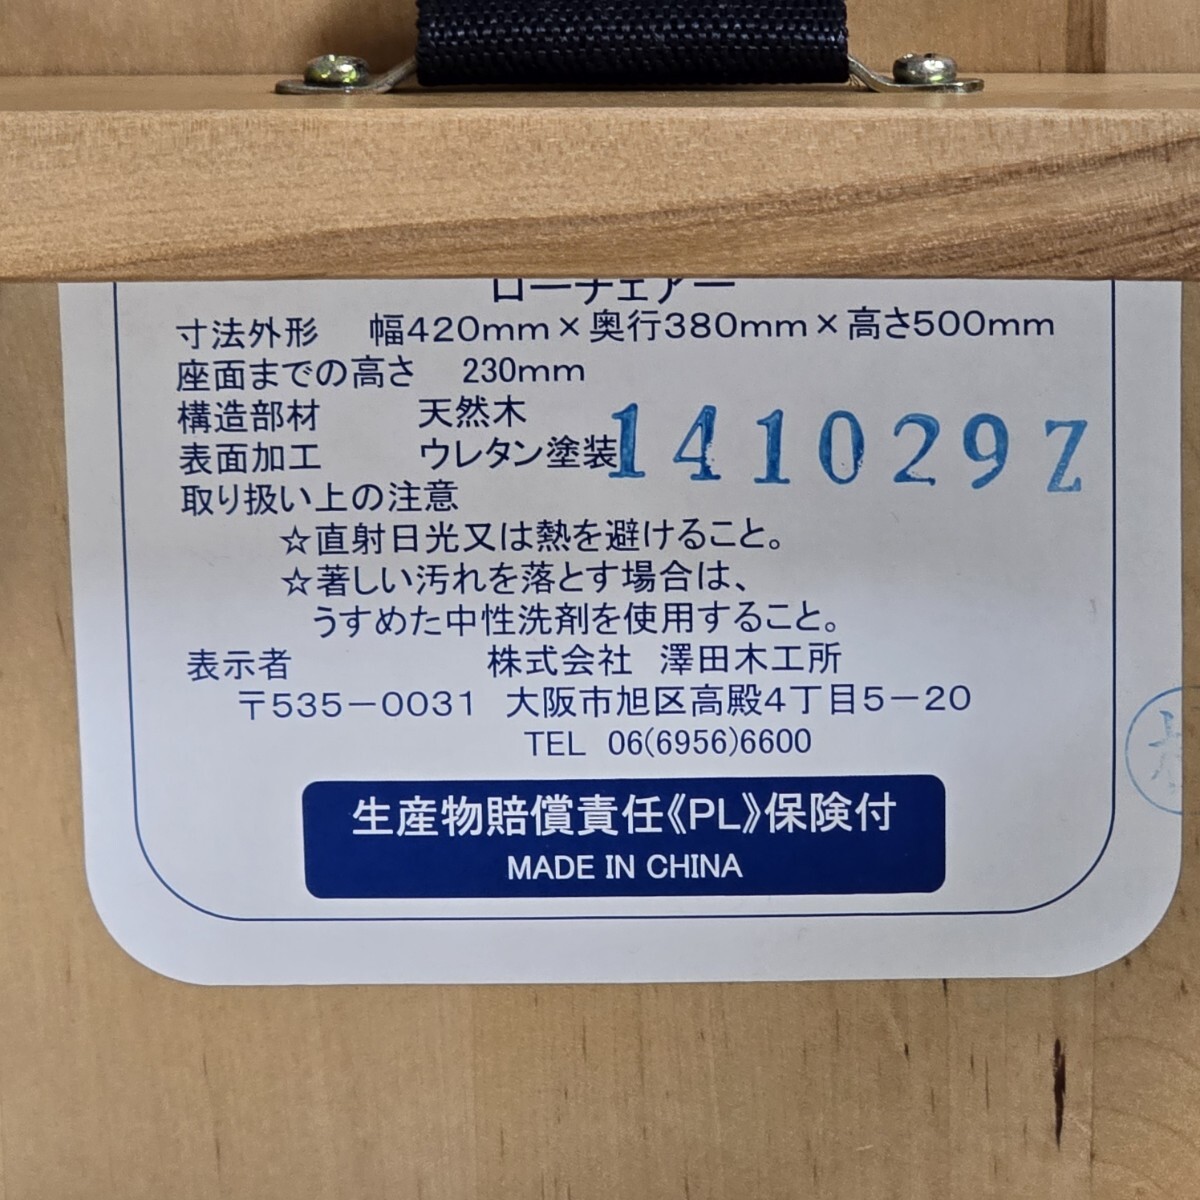 ローチェアー
寸法外形 幅420mm×奥行380mm×高さ500mm
座面までの高さ 230mm
構造部材 天然木
表面加工 ウレタン塗装
141029Z
取り扱い上の注意
☆直射日光又は熱を避けること。
☆著しい汚れを落とす場合は、
うすめた中性洗剤を使用すること。
表示者 株式会社 澤田木工所
〒535-0031 大阪市旭区高殿4丁目5-20
TEL 06(6956)6600
生産物賠償責任《PL》保険付
MADE IN CHINA